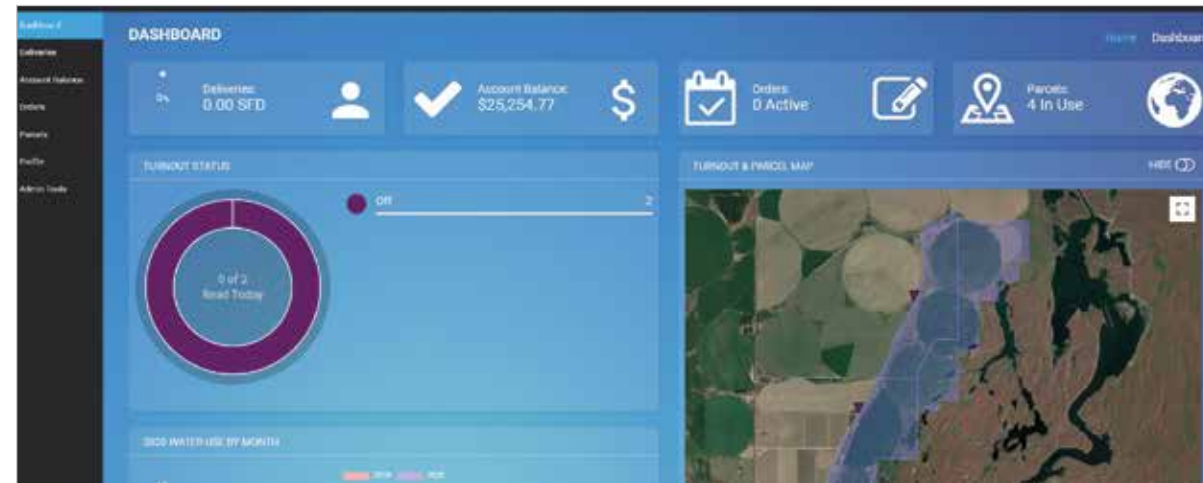 Dashboard
Deliveries
Account Balance
Orders
Parcels
Profile
Admin Tools
DASHBOARD
Home Dashboard
0%
Deliveries:
0.00 SFD
Account Balance:
$25,254.77
$
Orders:
0 Active
Parcels:
4 In Use
TURNOUT STATUS
Off 2
0 of 2
Read Today
TURNOUT & PARCEL MAP
HIDE
2020 WATER USE BY MONTH